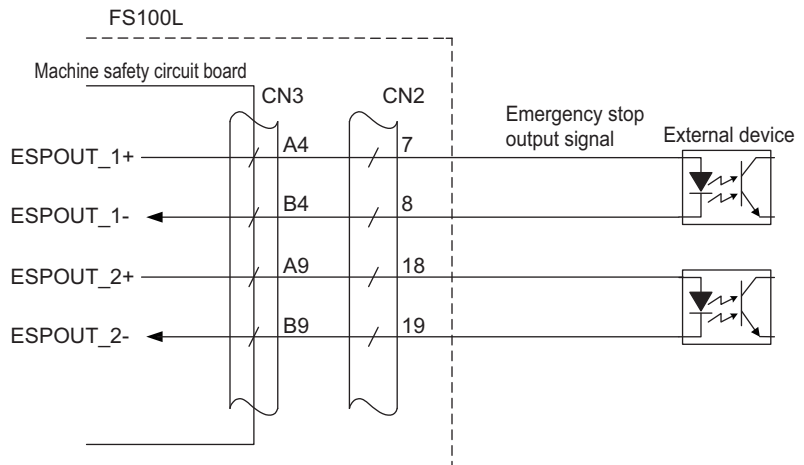 FS100L
Machine safety circuit board
CN3
CN2
Emergency stop
output signal
External device
ESPOUT_1+
A4
7
ESPOUT_1-
B4
8
ESPOUT_2+
A9
18
ESPOUT_2-
B9
19